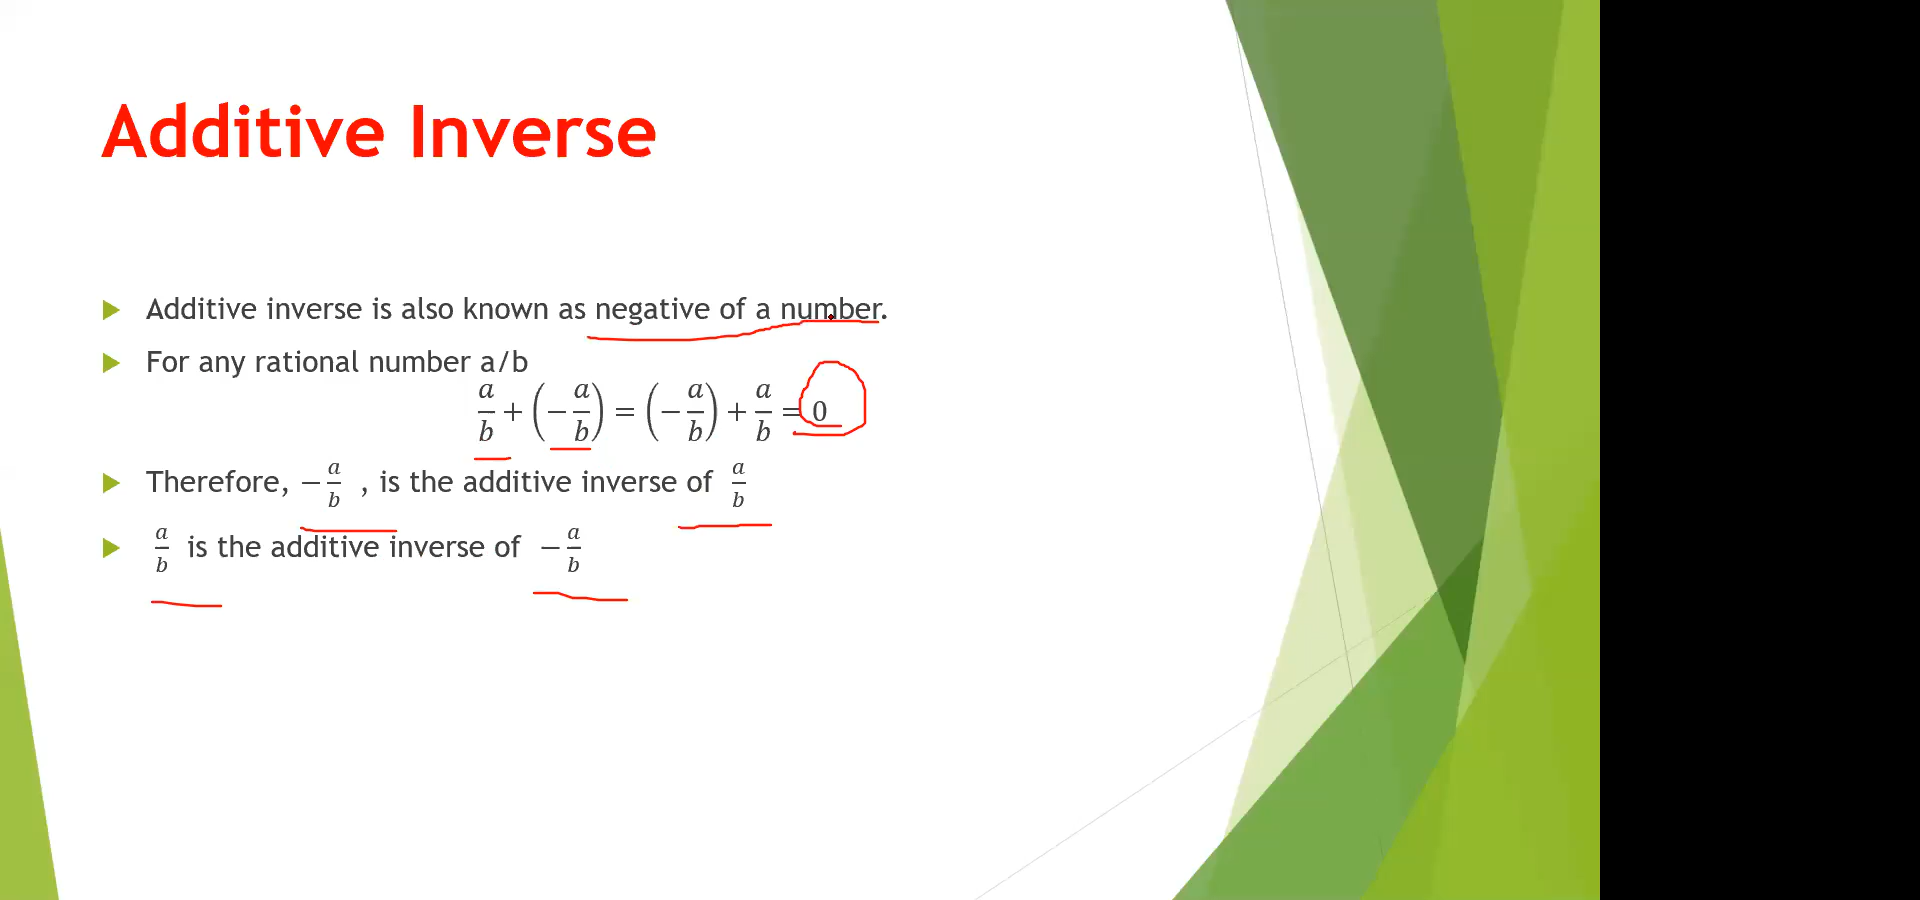 Additive Inverse
Additive inverse is also known as negative of a number.
For any rational number a/b
a/b + (−a/b) = (−a/b) + a/b = 0
Therefore, −a/b , is the additive inverse of a/b
a/b is the additive inverse of −a/b